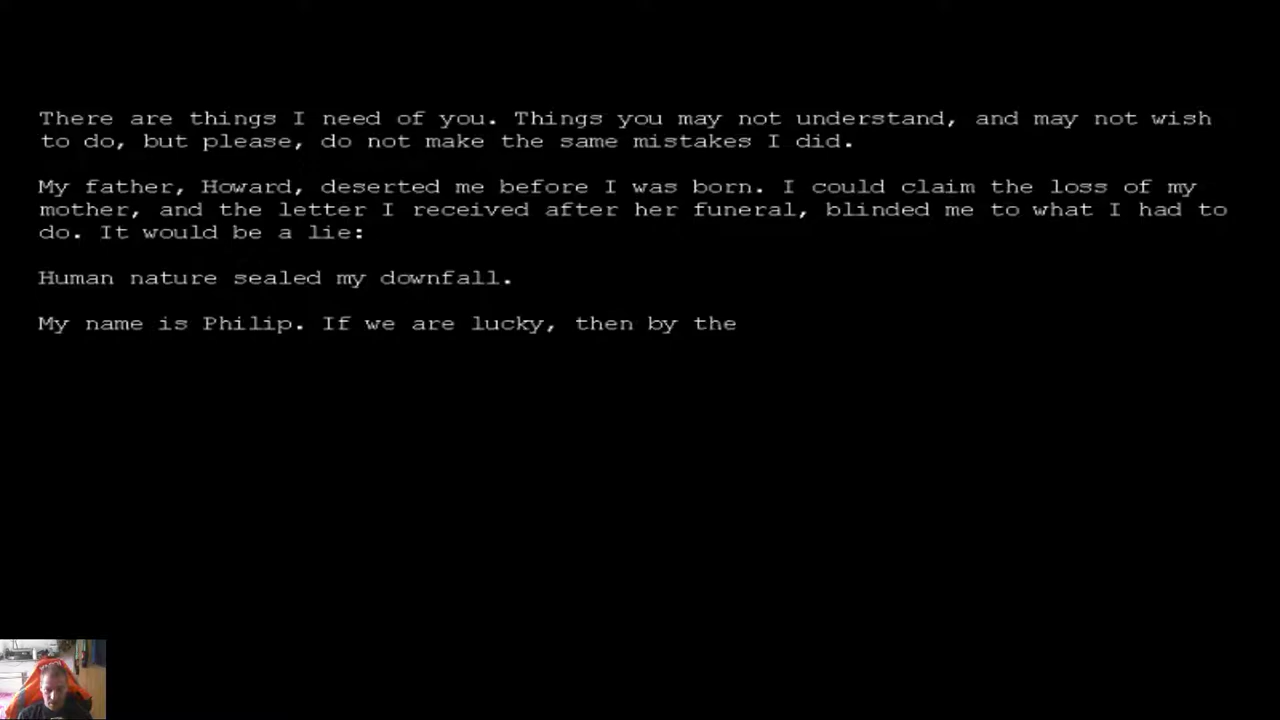 There are things I need of you. Things you may not understand, and may not wish
to do, but please, do not make the same mistakes I did.
My father, Howard, deserted me before I was born. I could claim the loss of my
mother, and the letter I received after her funeral, blinded me to what I had to
do. It would be a lie:
Human nature sealed my downfall.
My name is Philip. If we are lucky, then by the